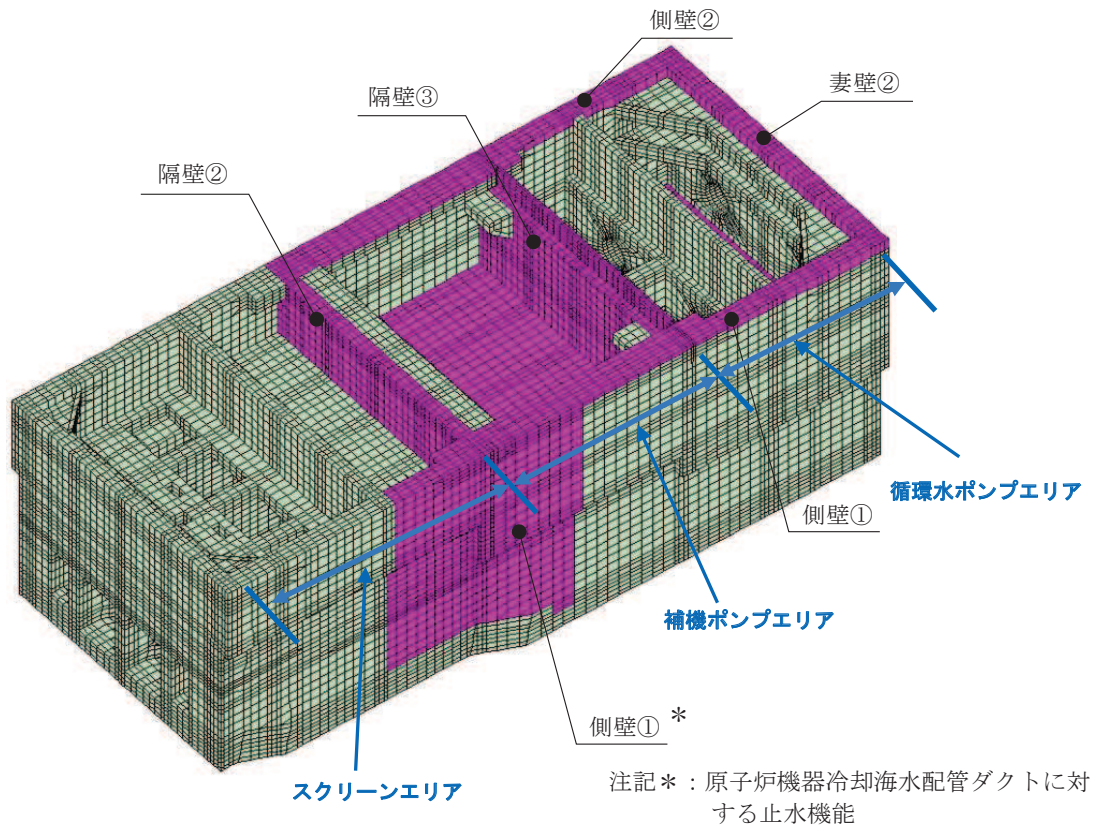 側壁②
妻壁②
隔壁③
隔壁②
循環水ポンプエリア
側壁①
補機ポンプエリア
側壁①*
スクリーンエリア
注記*:原子炉機器冷却海水配管ダクトに対
する止水機能